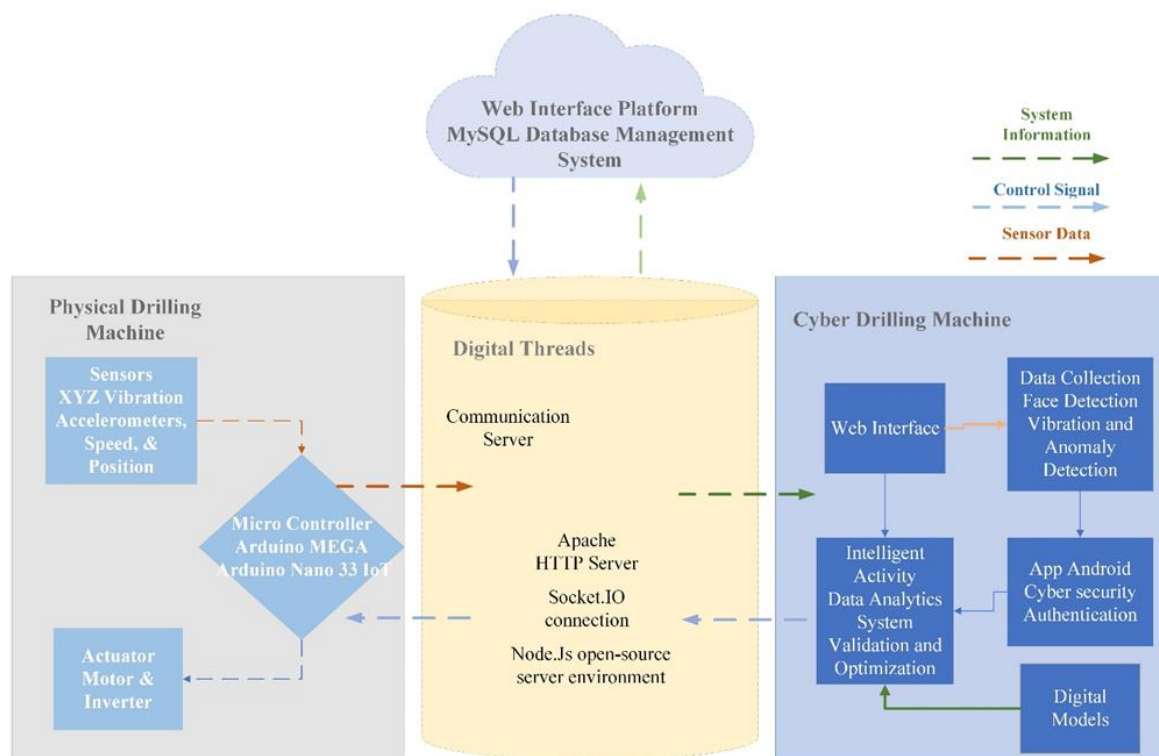 Web Interface Platform
MySQL Database Management
System
System
Information
Control Signal
Sensor Data
Physical Drilling
Machine
Sensors
XYZ Vibration
Accelerometers,
Speed, &
Position
Micro Controller
Arduino MEGA
Arduino Nano 33 IoT
Actuator
Motor &
Inverter
Digital Threads
Communication
Server
Apache
HTTP Server
Socket.IO
connection
Node.Js open-source
server environment
Cyber Drilling Machine
Web Interface
Data Collection
Face Detection
Vibration and
Anomaly
Detection
Intelligent
Activity
Data Analytics
System
Validation and
Optimization
App Android
Cyber security
Authentication
Digital
Models